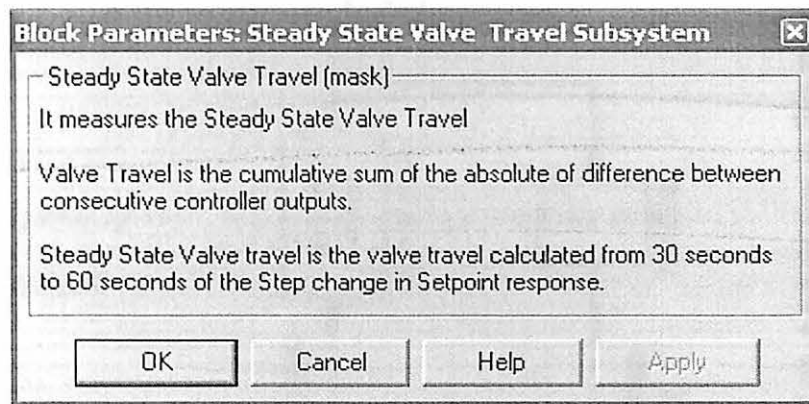 Block Parameters: Steady State Valve Travel Subsystem
Steady State Valve Travel (mask)
It measures the Steady State Valve Travel
Valve Travel is the cumulative sum of the absolute of difference between
consecutive controller outputs.
Steady State Valve travel is the valve travel calculated from 30 seconds
to 60 seconds of the Step change in Setpoint response.
OK
Cancel
Help
Apply